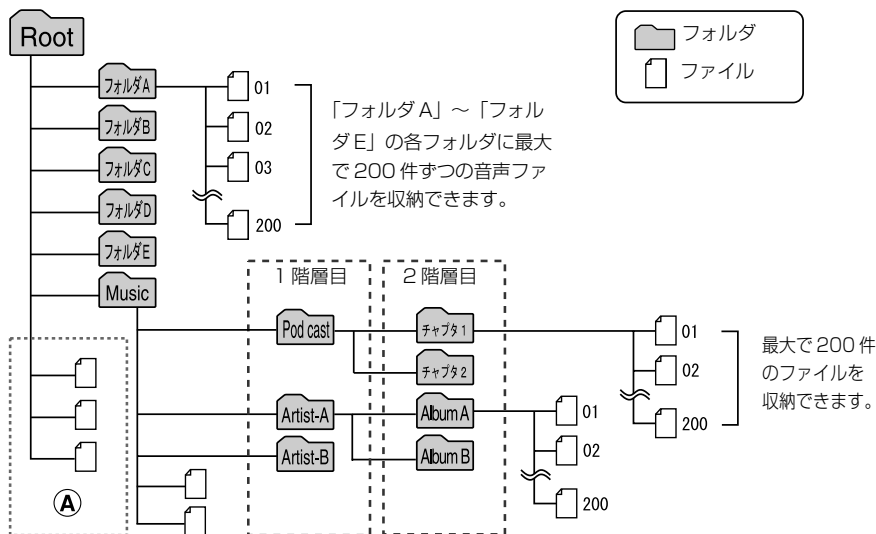 Root
フォルダ
ファイル
フォルダA
01
フォルダB
02
フォルダC
03
フォルダD
フォルダE
200
「フォルダ A」~「フォル
ダ E」の各フォルダに最大
で 200 件ずつの音声ファ
イルを収納できます。
Music
1 階層目
2 階層目
Pod cast
チャプタ 1
01
チャプタ 2
02
200
最大で 200 件
のファイルを
収納できます。
Artist-A
Album A
01
Artist-B
Album B
02
200
A